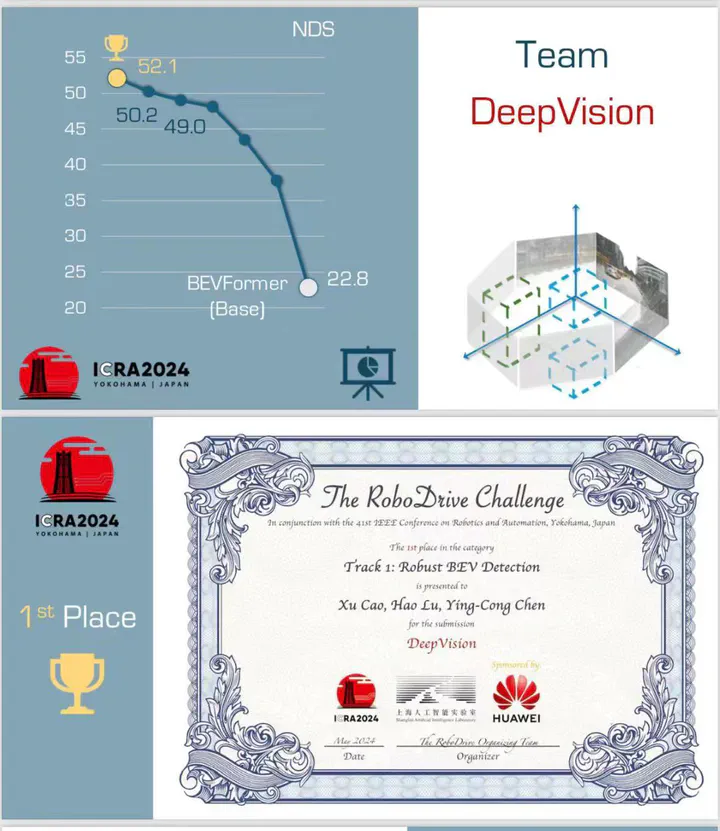 NDS
55
50
45
40
35
30
25
20
52.1
50.2
49.0
BEVFormer
(Base)
22.8
ICRA2024
YOKOHAMA | JAPAN
Team
DeepVision
ICRA2024
YOKOHAMA | JAPAN
1st Place
The RoboDrive Challenge
In conjunction with the 41st IEEE Conference on Robotics and Automation, Yokohama, Japan
The 1st place in the category
Track 1: Robust BEV Detection
is presented to
Xu Cao, Hao Lu, Ying-Cong Chen
for the submission
DeepVision
Sponsored by:
ICRA2024
上海人工智能实验室
Shanghai Artificial Intelligence Laboratory
HUAWEI
May 2024
Date
The RoboDrive Organizing Team
Organizer